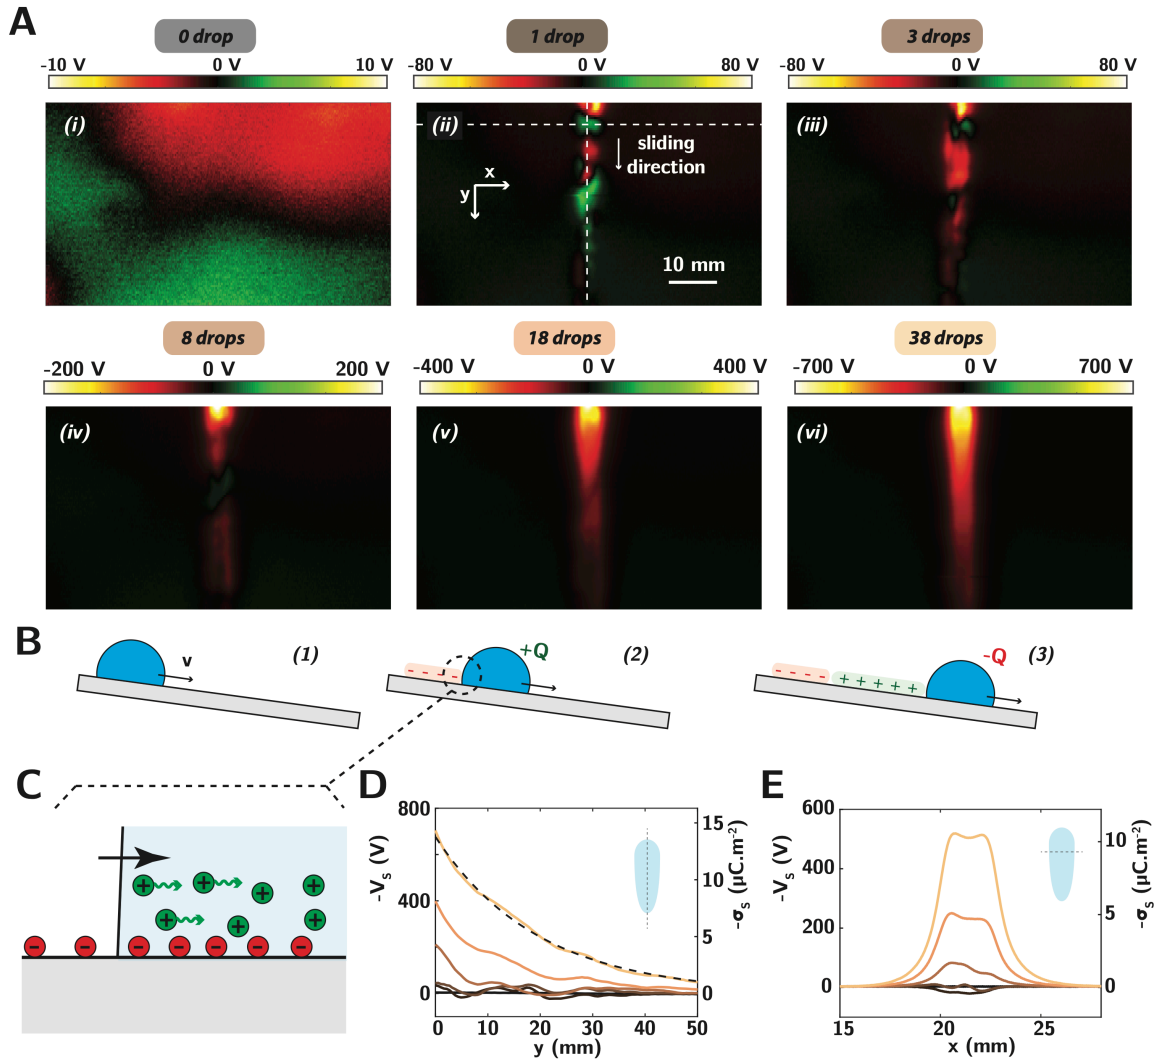 A
0 drop
1 drop
3 drops
-10 V 0 V 10 V
-80 V 0 V 80 V
-80 V 0 V 80 V
(i)
(ii)
(iii)
sliding
direction
x
y
10 mm
8 drops
18 drops
38 drops
-200 V 0 V 200 V
-400 V 0 V 400 V
-700 V 0 V 700 V
(iv)
(v)
(vi)
B
v
(1)
- - - -
+Q
(2)
- - - -
+ + + + +
-Q
(3)
C
+ + + +
+ + +
- - - - - - -
D
800
400
0
-Vs (V)
15
10
5
0
-σs (μC.m-2)
0 10 20 30 40 50
y (mm)
E
600
400
200
0
-Vs (V)
10
5
0
-σs (μC.m-2)
15 20 25
x (mm)